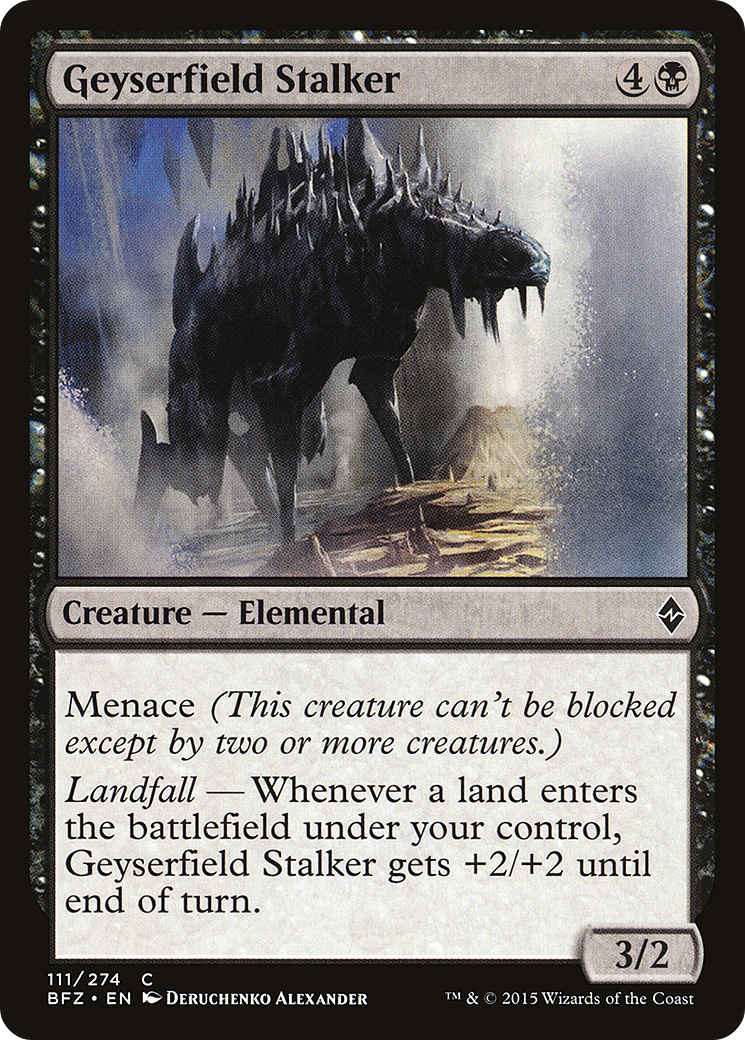 Geyserfield Stalker 4
Creature — Elemental
Menace (This creature can't be blocked
except by two or more creatures.)
Landfall — Whenever a land enters
the battlefield under your control,
Geyserfield Stalker gets +2/+2 until
end of turn.
3/2
111/274 C
BFZ • EN Deruchenko Alexander
™ & © 2015 Wizards of the Coast